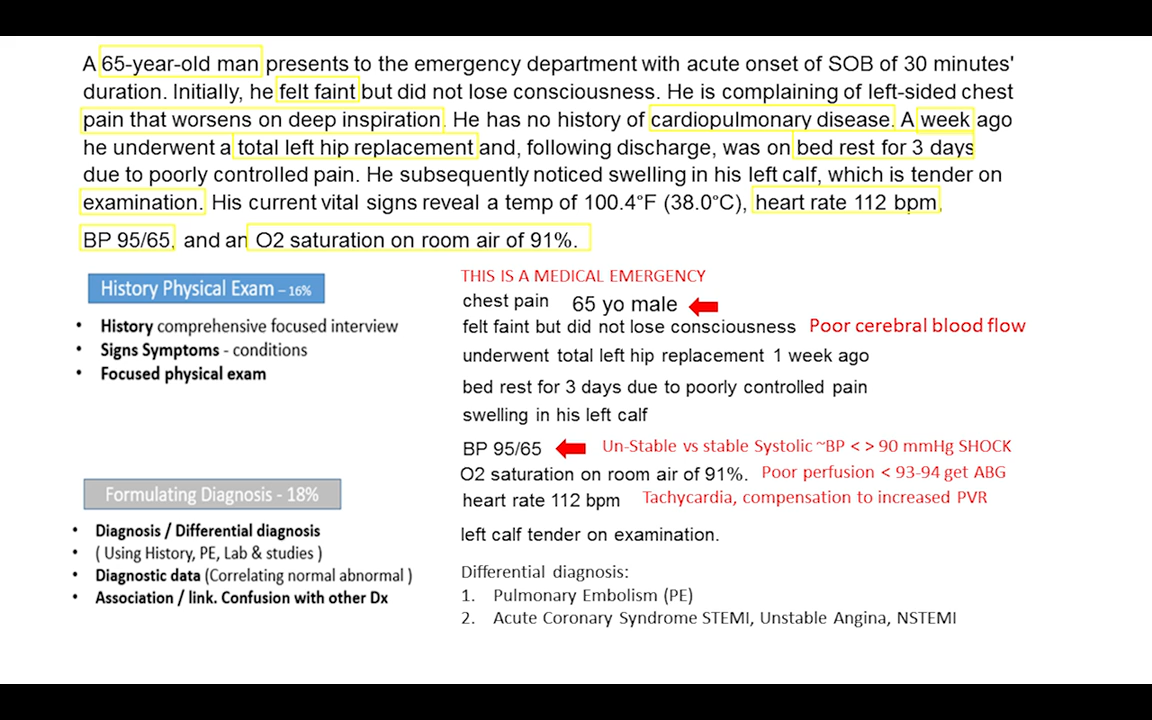 A 65-year-old man presents to the emergency department with acute onset of SOB of 30 minutes'
duration. Initially, he felt faint but did not lose consciousness. He is complaining of left-sided chest
pain that worsens on deep inspiration. He has no history of cardiopulmonary disease. A week ago
he underwent a total left hip replacement and, following discharge, was on bed rest for 3 days
due to poorly controlled pain. He subsequently noticed swelling in his left calf, which is tender on
examination. His current vital signs reveal a temp of 100.4°F (38.0°C), heart rate 112 bpm,
BP 95/65, and an O2 saturation on room air of 91%.
History Physical Exam – 16%
• History comprehensive focused interview
• Signs Symptoms - conditions
• Focused physical exam
Formulating Diagnosis - 18%
• Diagnosis / Differential diagnosis
• ( Using History, PE, Lab & studies )
• Diagnostic data (Correlating normal abnormal )
• Association / link. Confusion with other Dx
THIS IS A MEDICAL EMERGENCY
chest pain 65 yo male
felt faint but did not lose consciousness Poor cerebral blood flow
underwent total left hip replacement 1 week ago
bed rest for 3 days due to poorly controlled pain
swelling in his left calf
BP 95/65 Un-Stable vs stable Systolic ~BP < > 90 mmHg SHOCK
O2 saturation on room air of 91%. Poor perfusion < 93-94 get ABG
heart rate 112 bpm Tachycardia, compensation to increased PVR
left calf tender on examination.
Differential diagnosis:
1. Pulmonary Embolism (PE)
2. Acute Coronary Syndrome STEMI, Unstable Angina, NSTEMI